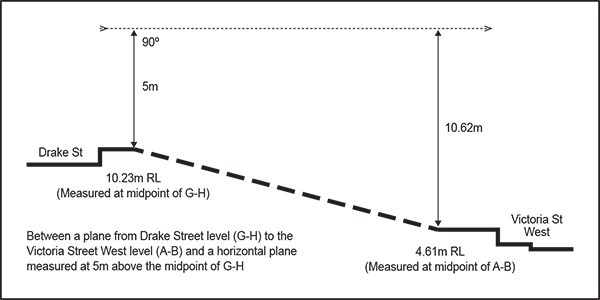 90º
5m
10.62m
Drake St
10.23m RL
(Measured at midpoint of G-H)
Victoria St
West
4.61m RL
(Measured at midpoint of A-B)
Between a plane from Drake Street level (G-H) to the
Victoria Street West level (A-B) and a horizontal plane
measured at 5m above the midpoint of G-H